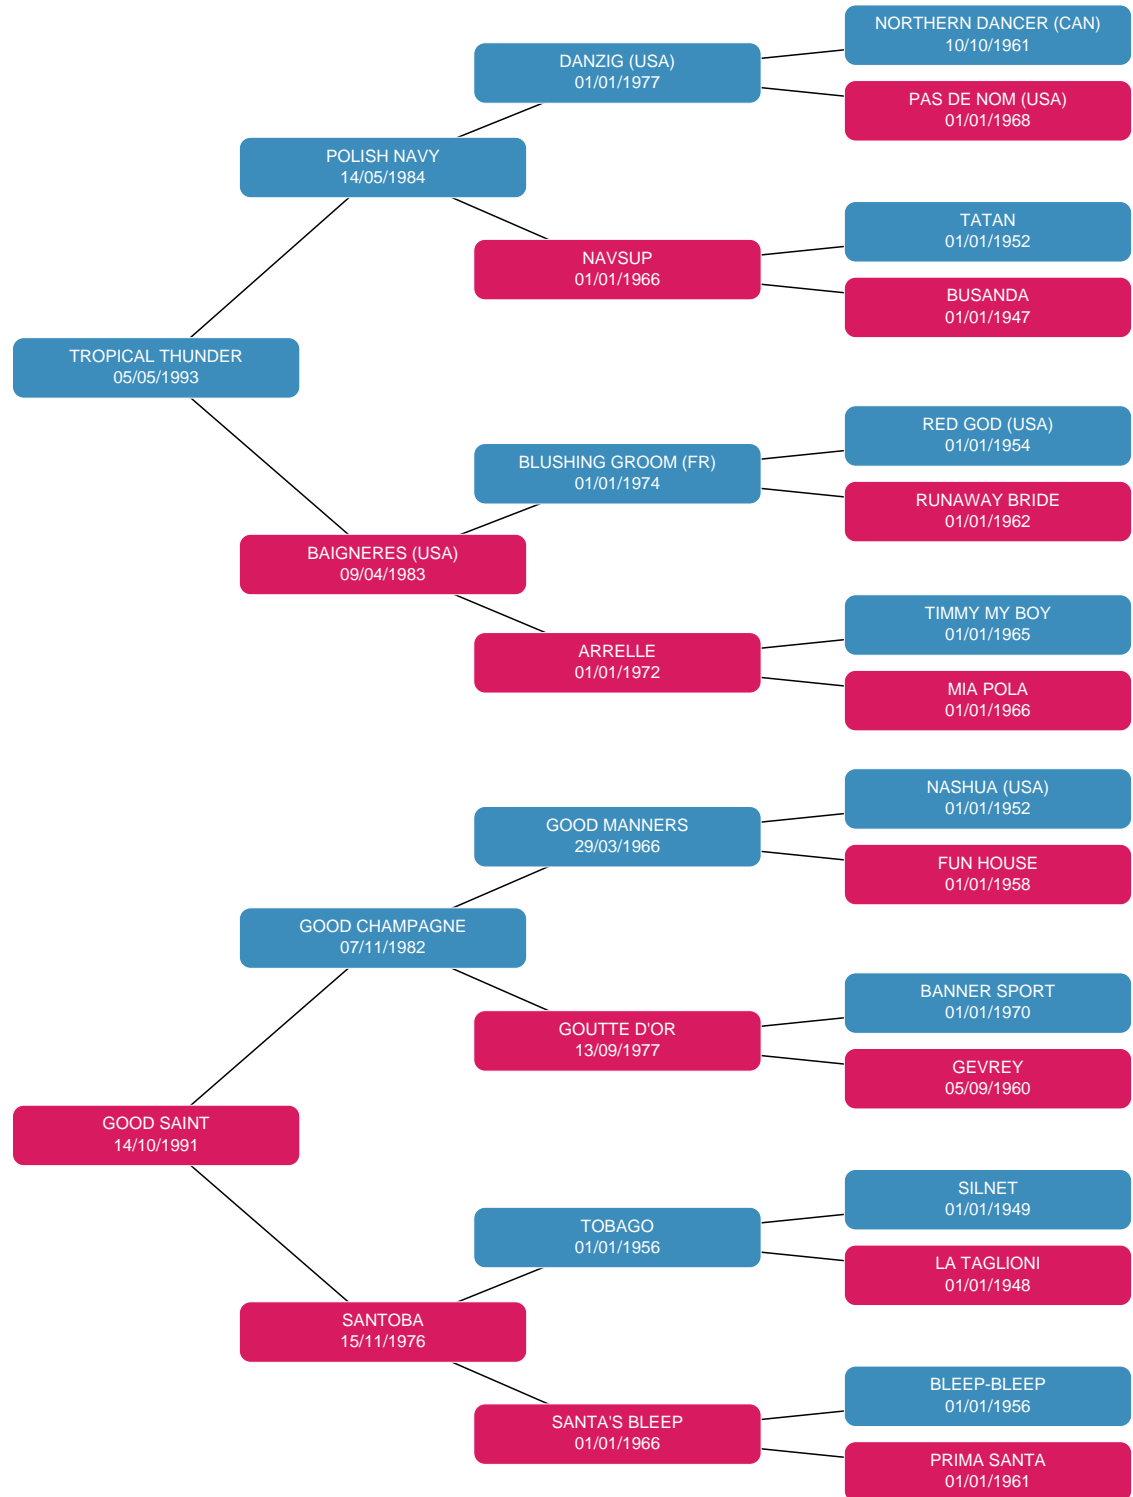 NORTHERN DANCER (CAN)
10/10/1961
DANZIG (USA)
01/01/1977
PAS DE NOM (USA)
01/01/1968
POLISH NAVY
14/05/1984
TATAN
01/01/1952
NAVSUP
01/01/1966
BUSANDA
01/01/1947
TROPICAL THUNDER
05/05/1993
RED GOD (USA)
01/01/1954
BLUSHING GROOM (FR)
01/01/1974
RUNAWAY BRIDE
01/01/1962
BAIGNERES (USA)
09/04/1983
TIMMY MY BOY
01/01/1965
ARRELLE
01/01/1972
MIA POLA
01/01/1966
NASHUA (USA)
01/01/1952
GOOD MANNERS
29/03/1966
FUN HOUSE
01/01/1958
GOOD CHAMPAGNE
07/11/1982
BANNER SPORT
01/01/1970
GOUTTE D'OR
13/09/1977
GEVREY
05/09/1960
GOOD SAINT
14/10/1991
SILNET
01/01/1949
TOBAGO
01/01/1956
LA TAGLIONI
01/01/1948
SANTOBA
15/11/1976
BLEEP-BLEEP
01/01/1956
SANTA'S BLEEP
01/01/1966
PRIMA SANTA
01/01/1961